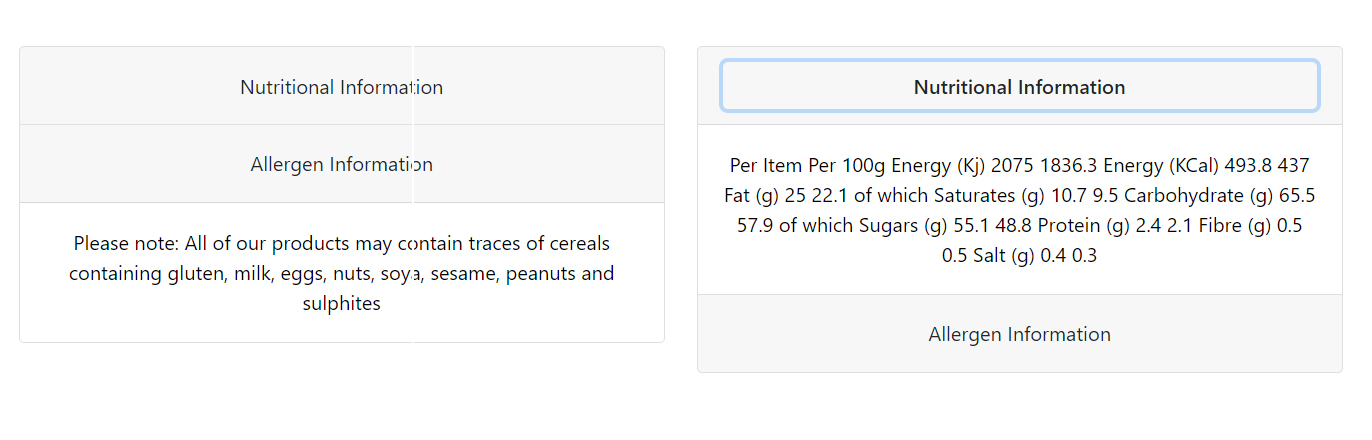 Nutritional Information
Allergen Information
Please note: All of our products may contain traces of cereals
containing gluten, milk, eggs, nuts, soya, sesame, peanuts and
sulphites
Nutritional Information
Per Item Per 100g Energy (Kj) 2075 1836.3 Energy (KCal) 493.8 437
Fat (g) 25 22.1 of which Saturates (g) 10.7 9.5 Carbohydrate (g) 65.5
57.9 of which Sugars (g) 55.1 48.8 Protein (g) 2.4 2.1 Fibre (g) 0.5
0.5 Salt (g) 0.4 0.3
Allergen Information